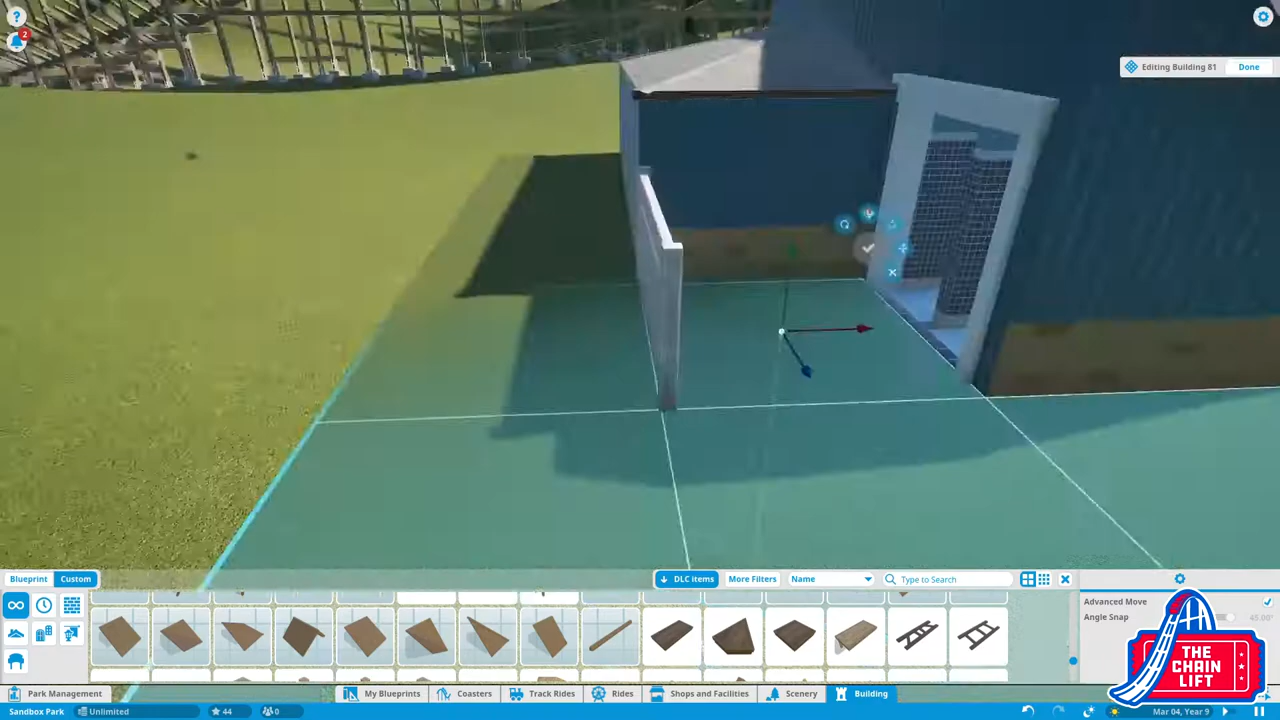 ?
2
Editing Building 81 Done
Blueprint Custom
DLC items More Filters Name Type to Search
Advanced Move
Angle Snap 45.00°
THE
CHAIN
LIFT
Park Management My Blueprints Coasters Track Rides Rides Shops and Facilities Scenery Building
Sandbox Park Unlimited 44 0 Mar 04, Year 9